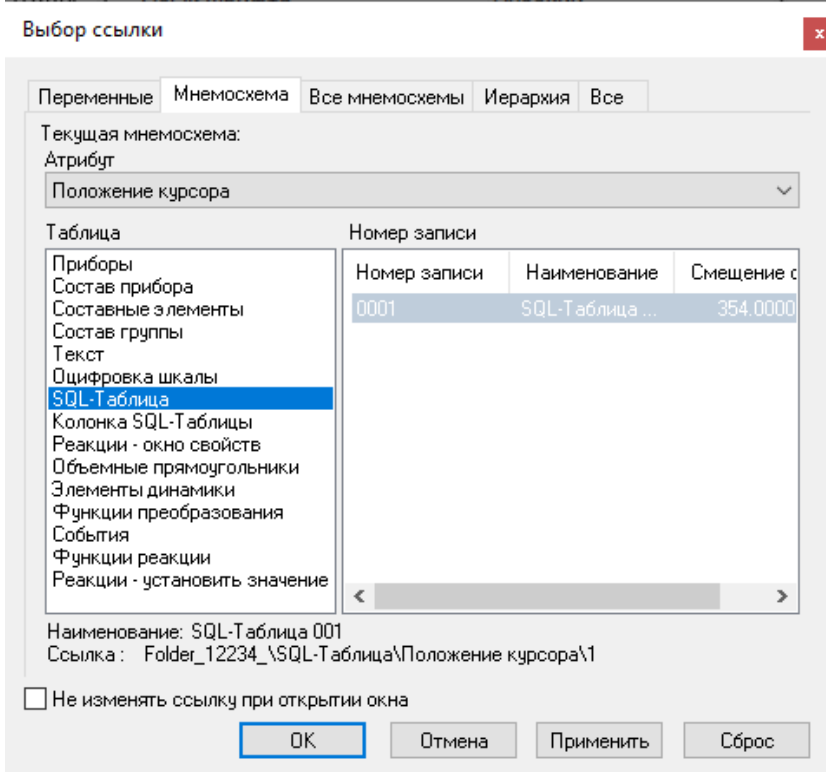 Выбор ссылки
x
Переменные Мнемосхема Все мнемосхемы Иерархия Все
Текущая мнемосхема:
Атрибут
Положение курсора
Таблица
Номер записи
Приборы
Состав прибора
Составные элементы
Состав группы
Текст
Оцифровка шкалы
SQL-Таблица
Колонка SQL-Таблицы
Реакции - окно свойств
Объемные прямоугольники
Элементы динамики
Функции преобразования
События
Функции реакции
Реакции - установить значение
Номер записи Наименование Смещение с
0001 SQL-Таблица ... 354.0000
Наименование: SQL-Таблица 001
Ссылка : Folder_12234_\SQL-Таблица\Положение курсора\1
Не изменять ссылку при открытии окна
OK Отмена Применить Сброс